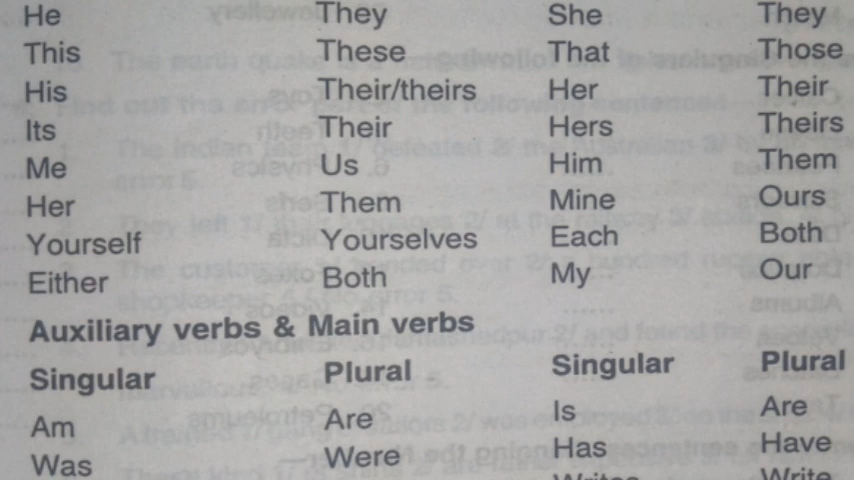 He They She They
This These That Those
His Their/theirs Her Their
Its Their Hers Theirs
Me Us Him Them
Her Them Mine Ours
Yourself Yourselves Each Both
Either Both My Our
Auxiliary verbs & Main verbs
Singular Plural Singular Plural
Am Are Is Are
Was Were Has Have
Write